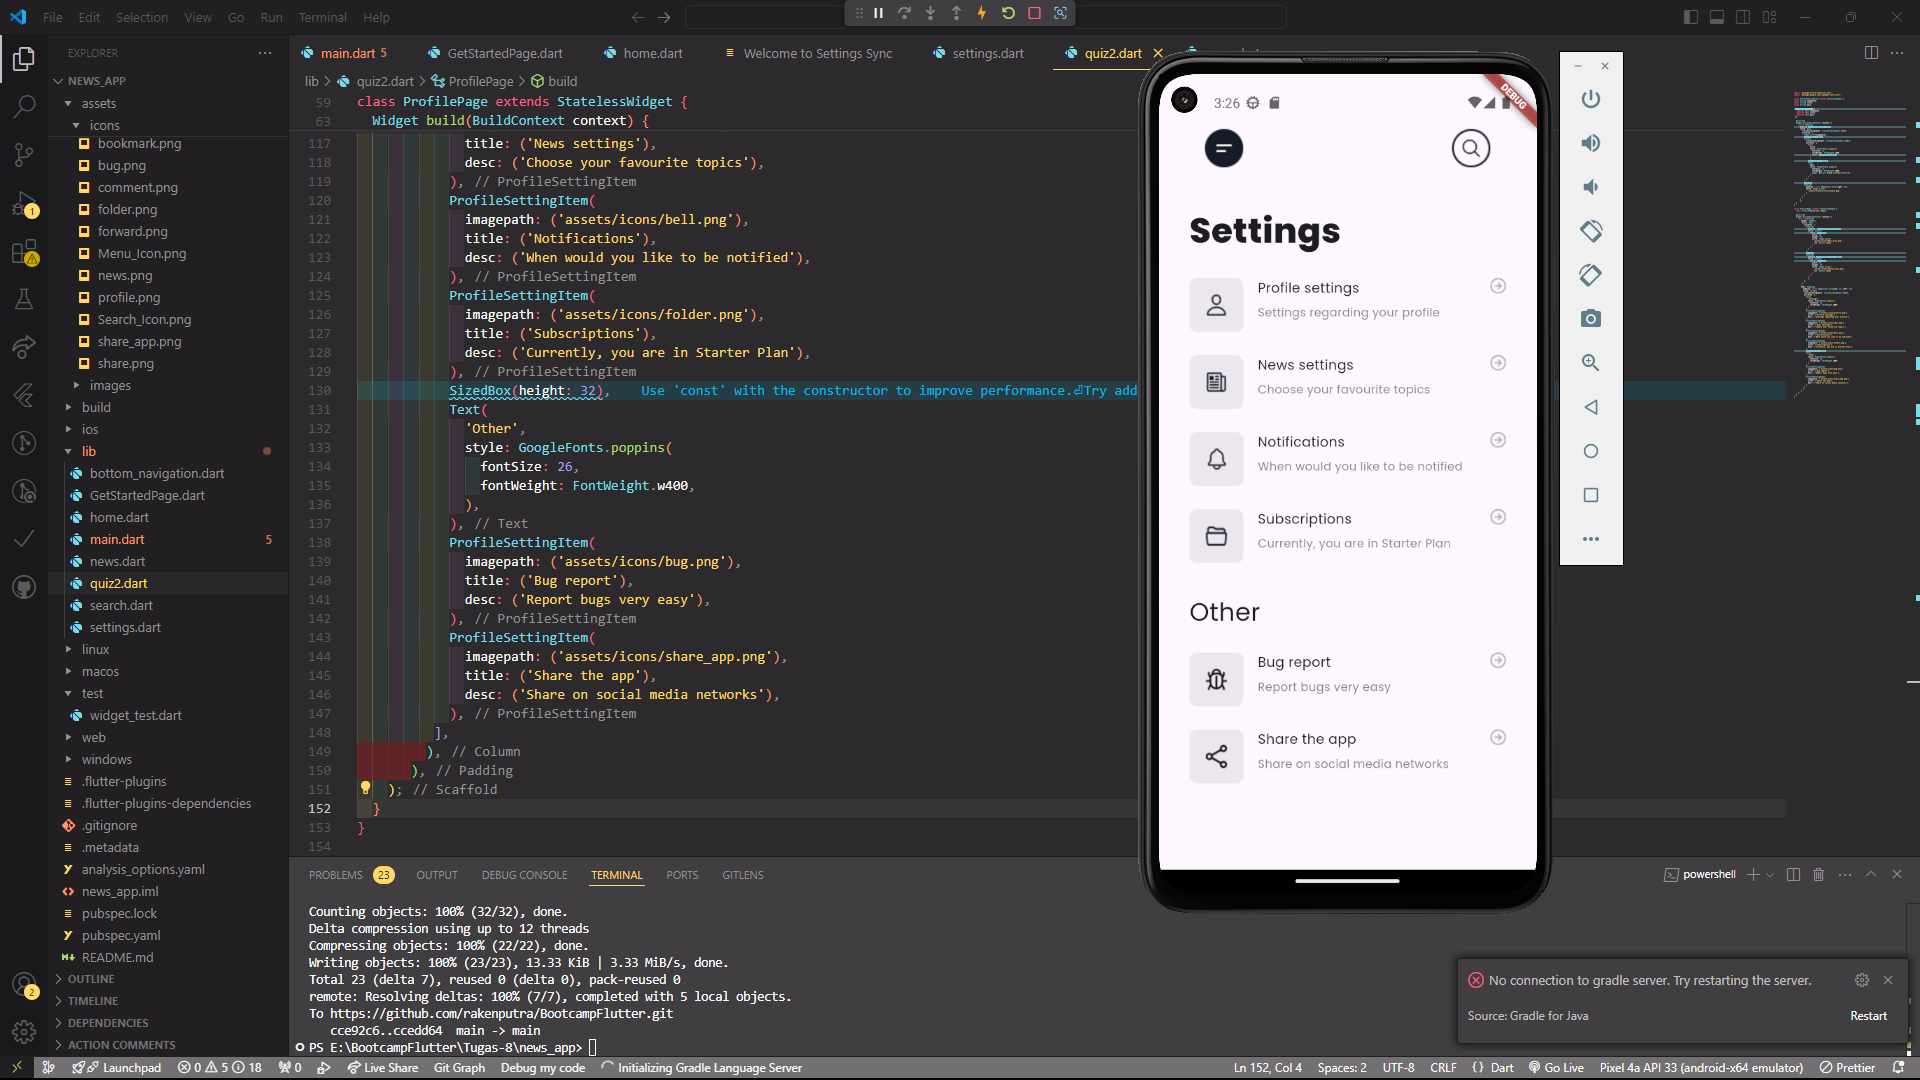 File Edit Selection View Go Run Terminal Help
EXPLORER
NEWS_APP
assets
icons
bookmark.png
bug.png
comment.png
folder.png
forward.png
Menu_Icon.png
news.png
profile.png
Search_Icon.png
share_app.png
share.png
images
build
ios
lib
bottom_navigation.dart
GetStartedPage.dart
home.dart
main.dart 5
news.dart
quiz2.dart
search.dart
settings.dart
linux
macos
test
widget_test.dart
web
windows
.flutter-plugins
.flutter-plugins-dependencies
.gitignore
.metadata
analysis_options.yaml
news_app.iml
pubspec.lock
pubspec.yaml
README.md
OUTLINE
TIMELINE
DEPENDENCIES
ACTION COMMENTS
1
2
main.dart 5 GetStartedPage.dart home.dart Welcome to Settings Sync settings.dart quiz2.dart
lib > quiz2.dart > ProfilePage > build
59 class ProfilePage extends StatelessWidget {
63 Widget build(BuildContext context) {
117 title: ('News settings'),
118 desc: ('Choose your favourite topics'),
119 ), // ProfileSettingItem
120 ProfileSettingItem(
121 imagepath: ('assets/icons/bell.png'),
122 title: ('Notifications'),
123 desc: ('When would you like to be notified'),
124 ), // ProfileSettingItem
125 ProfileSettingItem(
126 imagepath: ('assets/icons/folder.png'),
127 title: ('Subscriptions'),
128 desc: ('Currently, you are in Starter Plan'),
129 ), // ProfileSettingItem
130 SizedBox(height: 32), Use 'const' with the constructor to improve performance.⏎Try add
131 Text(
132 'Other',
133 style: GoogleFonts.poppins(
134 fontSize: 26,
135 fontWeight: FontWeight.w400,
136 ),
137 ), // Text
138 ProfileSettingItem(
139 imagepath: ('assets/icons/bug.png'),
140 title: ('Bug report'),
141 desc: ('Report bugs very easy'),
142 ), // ProfileSettingItem
143 ProfileSettingItem(
144 imagepath: ('assets/icons/share_app.png'),
145 title: ('Share the app'),
146 desc: ('Share on social media networks'),
147 ), // ProfileSettingItem
148 ],
149 ), // Column
150 ), // Padding
151 ); // Scaffold
152 }
153 }
154
PROBLEMS 23 OUTPUT DEBUG CONSOLE TERMINAL PORTS GITLENS
powershell
Counting objects: 100% (32/32), done.
Delta compression using up to 12 threads
Compressing objects: 100% (22/22), done.
Writing objects: 100% (23/23), 13.33 KiB | 3.33 MiB/s, done.
Total 23 (delta 7), reused 0 (delta 0), pack-reused 0
remote: Resolving deltas: 100% (7/7), completed with 5 local objects.
To https://github.com/rakenputra/BootcampFlutter.git
cce92c6..ccedd64 main -> main
PS E:\BootcampFlutter\Tugas-8\news_app>
3:26
DEBUG
Settings
Profile settings
Settings regarding your profile
News settings
Choose your favourite topics
Notifications
When would you like to be notified
Subscriptions
Currently, you are in Starter Plan
Other
Bug report
Report bugs very easy
Share the app
Share on social media networks
No connection to gradle server. Try restarting the server.
Source: Gradle for Java
Restart
Launchpad 0 5 18 0 Live Share Git Graph Debug my code Initializing Gradle Language Server
Ln 152, Col 4 Spaces: 2 UTF-8 CRLF {} Dart Go Live Pixel 4a API 33 (android-x64 emulator) Prettier